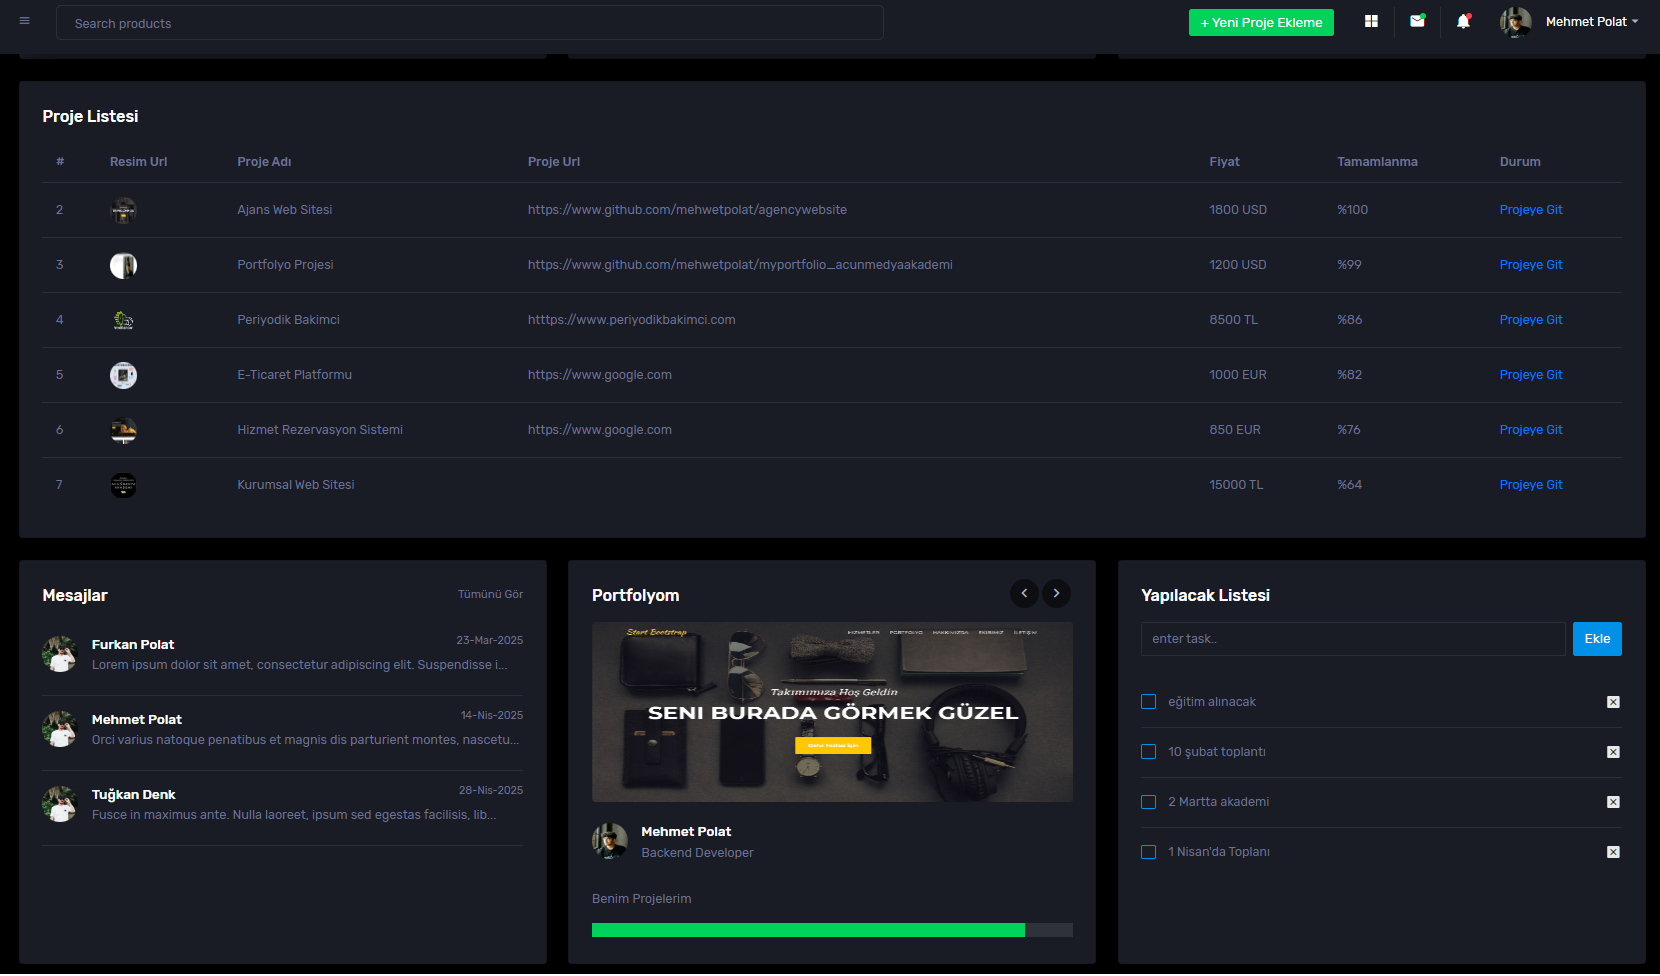 Search products
+ Yeni Proje Ekleme
Mehmet Polat
Proje Listesi
# Resim Url Proje Adı Proje Url Fiyat Tamamlanma Durum
2 Ajans Web Sitesi https://www.github.com/mehwetpolat/agencywebsite 1800 USD %100 Projeye Git
3 Portfolyo Projesi https://www.github.com/mehwetpolat/myportfolio_acunmedyaakademi 1200 USD %99 Projeye Git
4 Periyodik Bakimci htttps://www.periyodikbakimci.com 8500 TL %86 Projeye Git
5 E-Ticaret Platformu https://www.google.com 1000 EUR %82 Projeye Git
6 Hizmet Rezervasyon Sistemi https://www.google.com 850 EUR %76 Projeye Git
7 Kurumsal Web Sitesi 15000 TL %64 Projeye Git
Mesajlar Tümünü Gör
Furkan Polat 23-Mar-2025
Lorem ipsum dolor sit amet, consectetur adipiscing elit. Suspendisse i...
Mehmet Polat 14-Nis-2025
Orci varius natoque penatibus et magnis dis parturient montes, nascetu...
Tuğkan Denk 28-Nis-2025
Fusce in maximus ante. Nulla laoreet, ipsum sed egestas facilisis, lib...
Portfolyom
Start Bootstrap HIZMETLER PORTFOLYO HAKKIMIZDA EKIBIMIZ İLETIŞIM
Takımımıza Hoş Geldin
SENI BURADA GÖRMEK GÜZEL
Mehmet Polat
Backend Developer
Benim Projelerim
Yapılacak Listesi
enter task..
Ekle
eğitim alınacak
10 şubat toplantı
2 Martta akademi
1 Nisan'da Toplanı